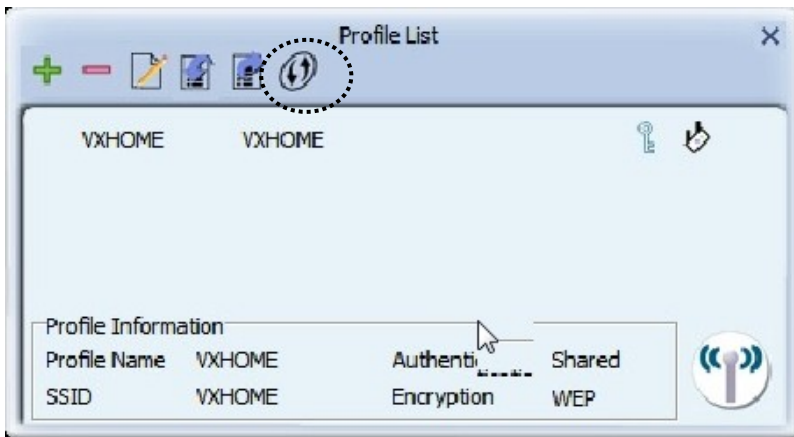 Profile List
VXHOME VXHOME
Profile Information
Profile Name VXHOME Shared
SSID VXHOME Encryption WEP